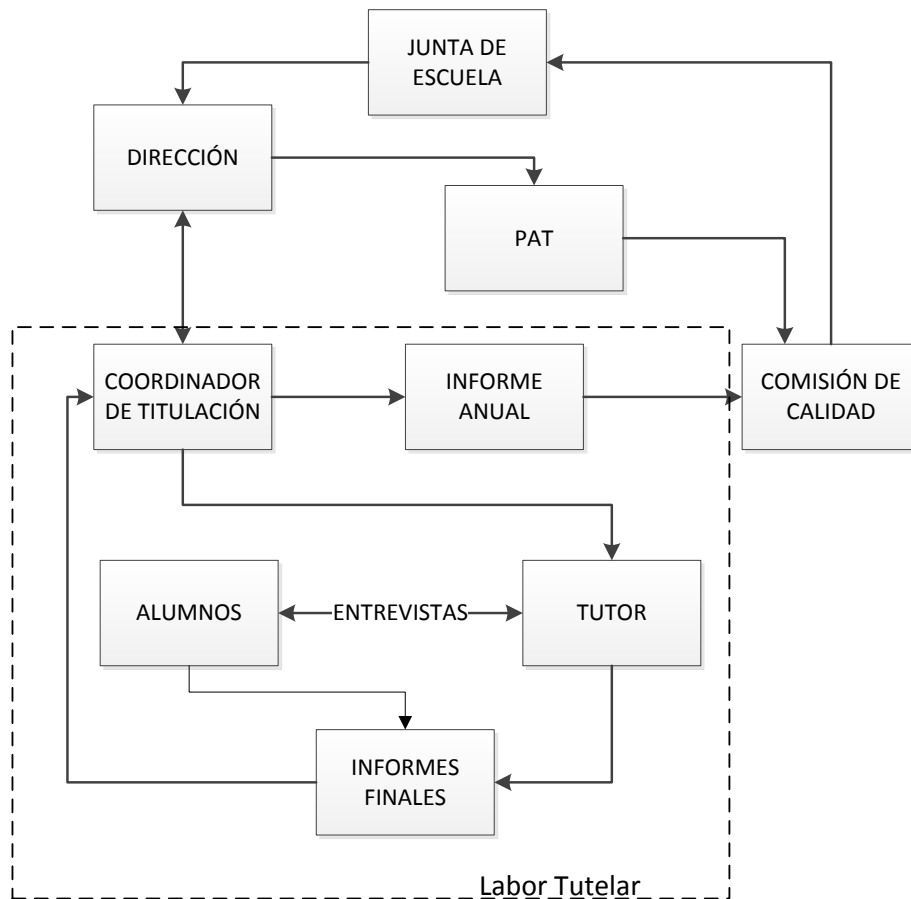 JUNTA DE
ESCUELA
DIRECCIÓN
PAT
COORDINADOR
DE TITULACIÓN
INFORME
ANUAL
COMISIÓN DE
CALIDAD
ALUMNOS
ENTREVISTAS
TUTOR
INFORMES
FINALES
Labor Tutelar